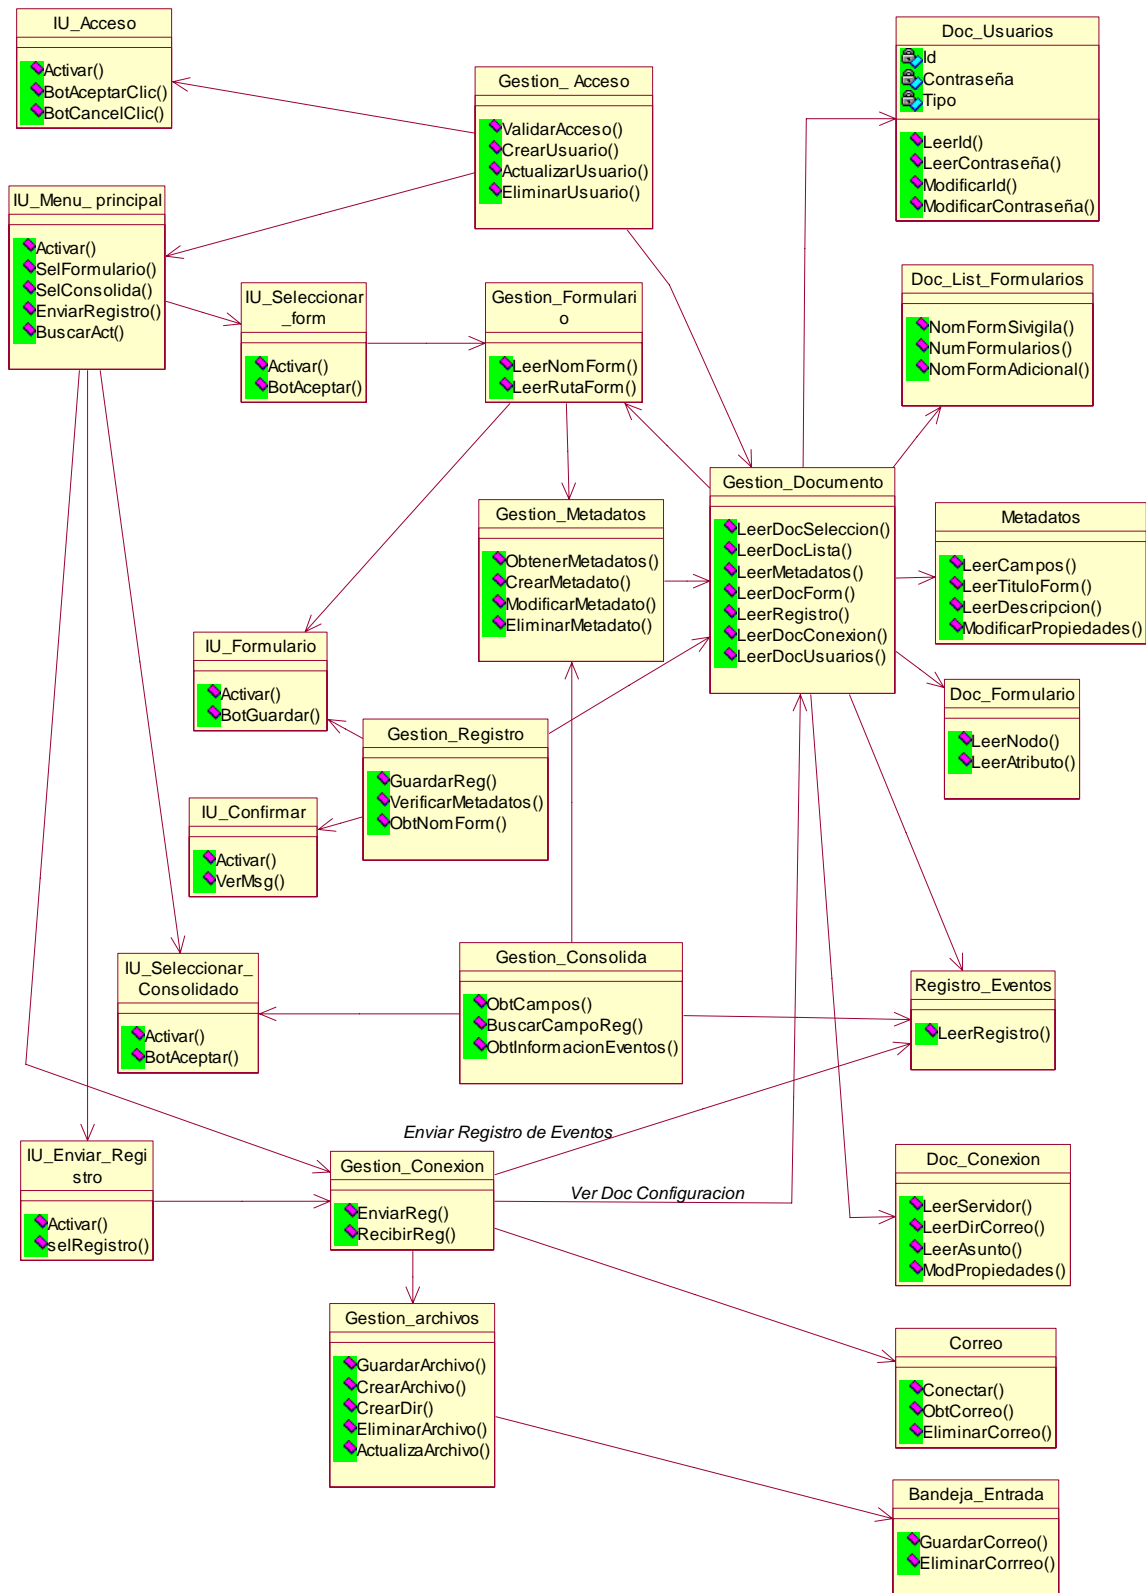 IU_Acceso
Activar()
BotAceptarClic()
BotCancelClic()
Gestion_ Acceso
ValidarAcceso()
CrearUsuario()
ActualizarUsuario()
EliminarUsuario()
Doc_Usuarios
Id
Contraseña
Tipo
LeerId()
LeerContraseña()
ModificarId()
ModificarContraseña()
IU_Menu_ principal
Activar()
SelFormulario()
SelConsolida()
EnviarRegistro()
BuscarAct()
IU_Seleccionar
_form
Activar()
BotAceptar()
Gestion_Formulari
o
LeerNomForm()
LeerRutaForm()
Doc_List_Formularios
NomFormSivigila()
NumFormularios()
NomFormAdicional()
Gestion_Documento
LeerDocSeleccion()
LeerDocLista()
LeerMetadatos()
LeerDocForm()
LeerRegistro()
LeerDocConexion()
LeerDocUsuarios()
Gestion_Metadatos
ObtenerMetadatos()
CrearMetadato()
ModificarMetadato()
EliminarMetadato()
Metadatos
LeerCampos()
LeerTituloForm()
LeerDescripcion()
ModificarPropiedades()
IU_Formulario
Activar()
BotGuardar()
Gestion_Registro
GuardarReg()
VerificarMetadatos()
ObtNomForm()
Doc_Formulario
LeerNodo()
LeerAtributo()
IU_Confirmar
Activar()
VerMsg()
IU_Seleccionar_
Consolidado
Activar()
BotAceptar()
Gestion_Consolida
ObtCampos()
BuscarCampoReg()
ObtInformacionEventos()
Registro_Eventos
LeerRegistro()
Enviar Registro de Eventos
Ver Doc Configuracion
IU_Enviar_Regi
stro
Activar()
selRegistro()
Gestion_Conexion
EnviarReg()
RecibirReg()
Doc_Conexion
LeerServidor()
LeerDirCorreo()
LeerAsunto()
ModPropiedades()
Gestion_archivos
GuardarArchivo()
CrearArchivo()
CrearDir()
EliminarArchivo()
ActualizaArchivo()
Correo
Conectar()
ObtCorreo()
EliminarCorreo()
Bandeja_Entrada
GuardarCorreo()
EliminarCorrreo()